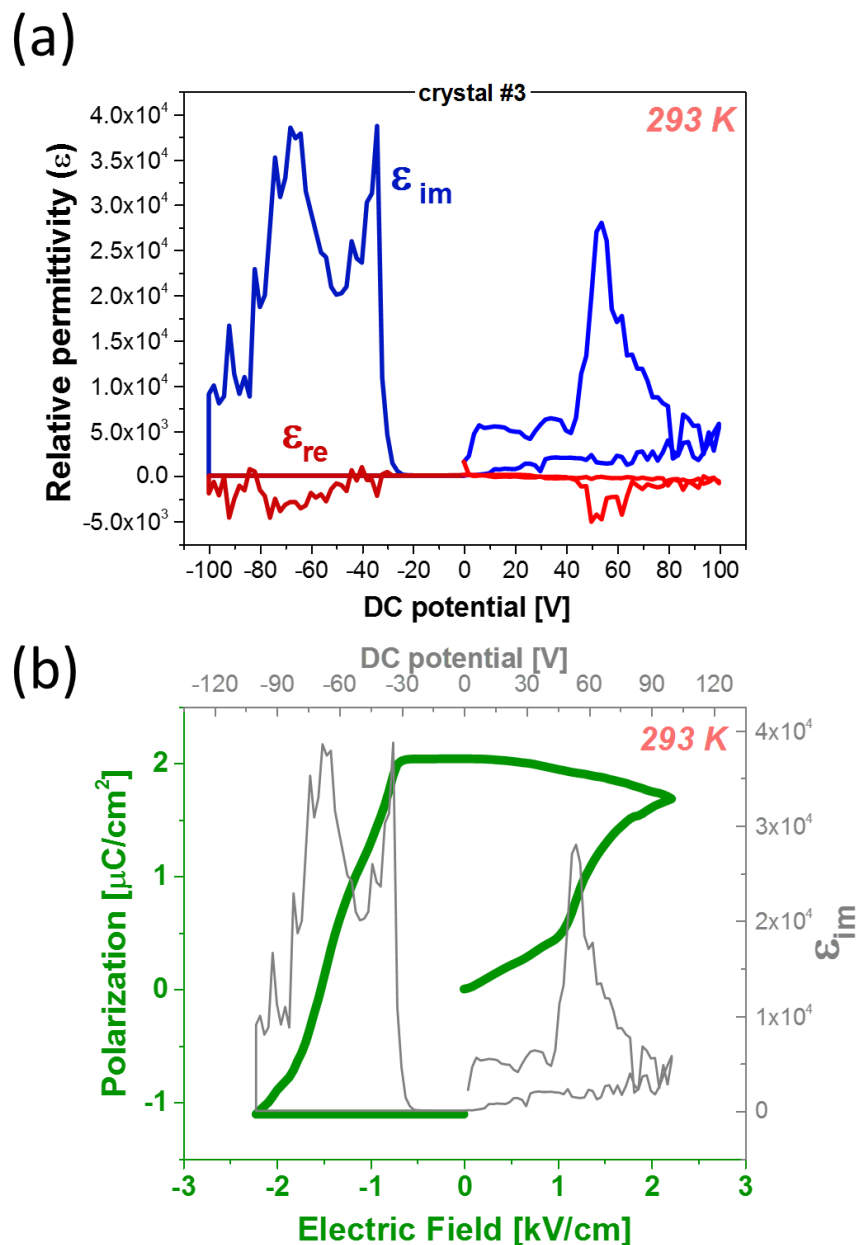 (a)
crystal #3
293 K
Relative permittivity (ε)
4.0x10⁴
3.5x10⁴
3.0x10⁴
2.5x10⁴
2.0x10⁴
1.5x10⁴
1.0x10⁴
5.0x10³
0.0
-5.0x10³
ε im
ε re
-100 -80 -60 -40 -20 0 20 40 60 80 100
DC potential [V]
(b)
DC potential [V]
-120 -90 -60 -30 0 30 60 90 120
293 K
Polarization [μC/cm²]
2
1
0
-1
4x10⁴
3x10⁴
2x10⁴
1x10⁴
0
ε im
-3 -2 -1 0 1 2 3
Electric Field [kV/cm]